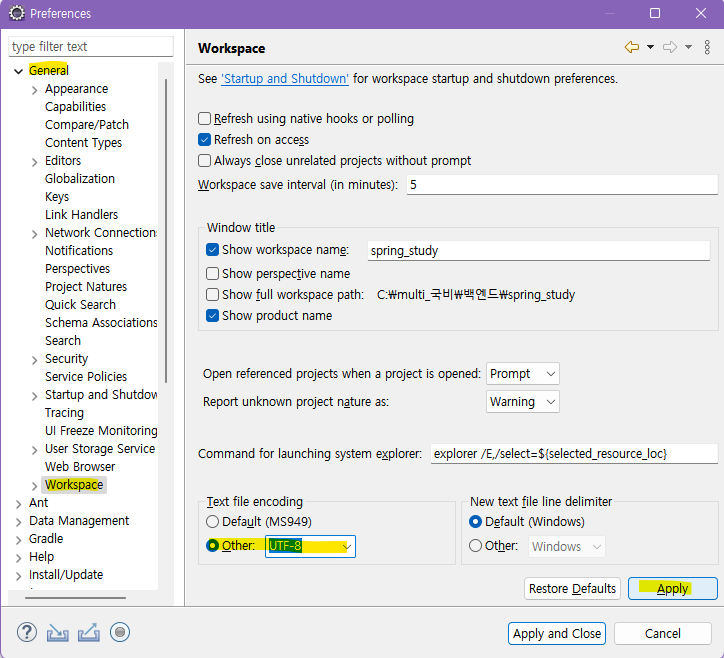 Preferences
type filter text
General
Appearance
Capabilities
Compare/Patch
Content Types
Editors
Globalization
Keys
Link Handlers
Network Connection
Notifications
Perspectives
Project Natures
Quick Search
Schema Associations
Search
Security
Service Policies
Startup and Shutdow
Tracing
UI Freeze Monitoring
User Storage Service
Web Browser
Workspace
Ant
Data Management
Gradle
Help
Install/Update
Workspace
See 'Startup and Shutdown' for workspace startup and shutdown preferences.
Refresh using native hooks or polling
Refresh on access
Always close unrelated projects without prompt
Workspace save interval (in minutes): 5
Window title
Show workspace name: spring_study
Show perspective name
Show full workspace path: C:₩multi_국비₩백엔드₩spring_study
Show product name
Open referenced projects when a project is opened: Prompt
Report unknown project nature as: Warning
Command for launching system explorer: explorer /E,/select=${selected_resource_loc}
Text file encoding
Default (MS949)
Other: UTF-8
New text file line delimiter
Default (Windows)
Other: Windows
Restore Defaults Apply
Apply and Close Cancel